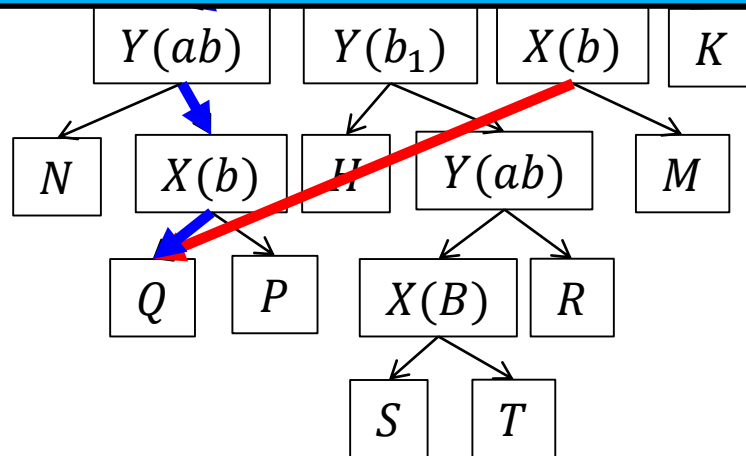 Y(ab) Y(b₁) X(b) K
N X(b) H Y(ab) M
Q P X(B) R
S T